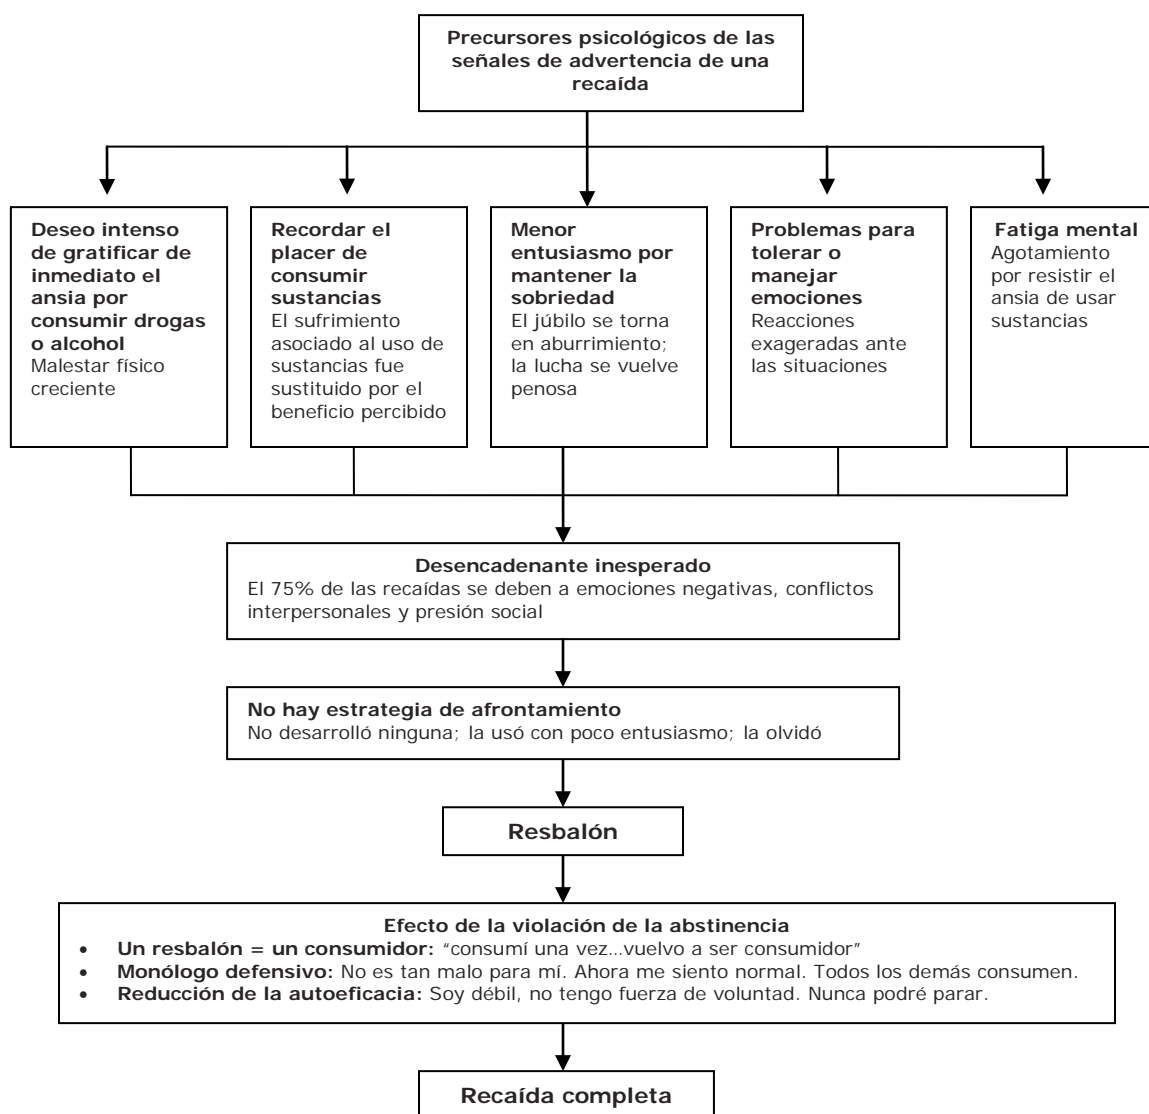 Precursores psicológicos de las
señales de advertencia de una
recaída
Deseo intenso
de gratificar de
inmediato el
ansia por
consumir drogas
o alcohol
Malestar físico
creciente
Recordar el
placer de
consumir
sustancias
El sufrimiento
asociado al uso de
sustancias fue
sustituido por el
beneficio percibido
Menor
entusiasmo por
mantener la
sobriedad
El júbilo se torna
en aburrimiento;
la lucha se vuelve
penosa
Problemas para
tolerar o
manejar
emociones
Reacciones
exageradas ante
las situaciones
Fatiga mental
Agotamiento
por resistir el
ansia de usar
sustancias
Desencadenante inesperado
El 75% de las recaídas se deben a emociones negativas, conflictos
interpersonales y presión social
No hay estrategia de afrontamiento
No desarrolló ninguna; la usó con poco entusiasmo; la olvidó
Resbalón
Efecto de la violación de la abstinencia
• Un resbalón = un consumidor: “consumí una vez...vuelvo a ser consumidor”
• Monólogo defensivo: No es tan malo para mí. Ahora me siento normal. Todos los demás consumen.
• Reducción de la autoeficacia: Soy débil, no tengo fuerza de voluntad. Nunca podré parar.
Recaída completa